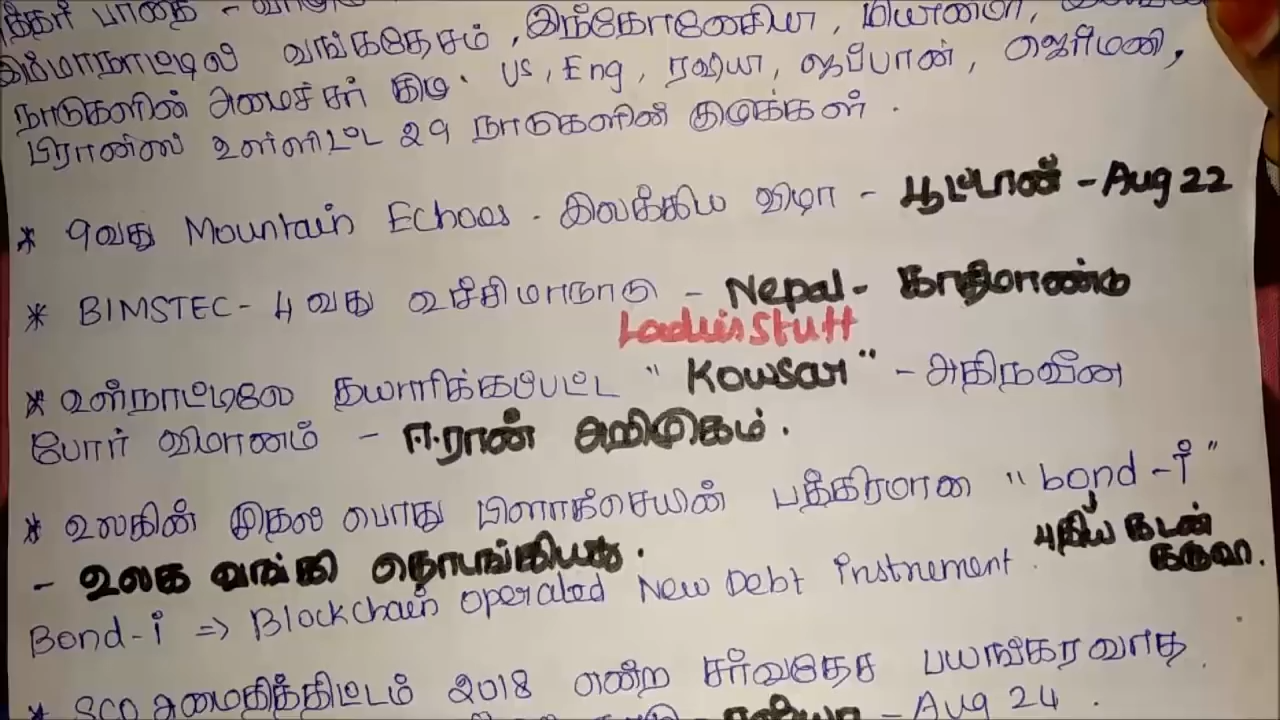 பாதை -
இம்மாநாட்டில் வங்கதேசம், இந்தோனேசியா, மியான்மர்,
நாடுகளின் அமைச்சர் குழு. US, Eng, ரஷியா, ஜப்பான், ஜெர்மனி,
பிரான்ஸ் உள்ளிட்ட 29 நாடுகளின் குழுக்கள்.
* 9வது Mountain Echoes - இலக்கிய விழா - பூட்டான் - Aug 22
* BIMSTEC - 4 வது உச்சிமாநாடு - Nepal - காத்மாண்டு
Ladies Stuff
* உள்நாட்டிலே தயாரிக்கப்பட்ட "Kowsar" - அதிநவீன
போர் விமானம் - ஈரான் அறிமுகம்.
* உலகின் முதல் பொது பிளாக்செயின் பத்திரமான "bond-i"
- உலக வங்கி தொடங்கியது. புதிய கடன் கருவி.
Bond-i => Blockchain operated New Debt instrument.
* SCO அமைதித்திட்டம் 2018 என்ற சர்வதேச பயங்கரவாத
- Aug 24.